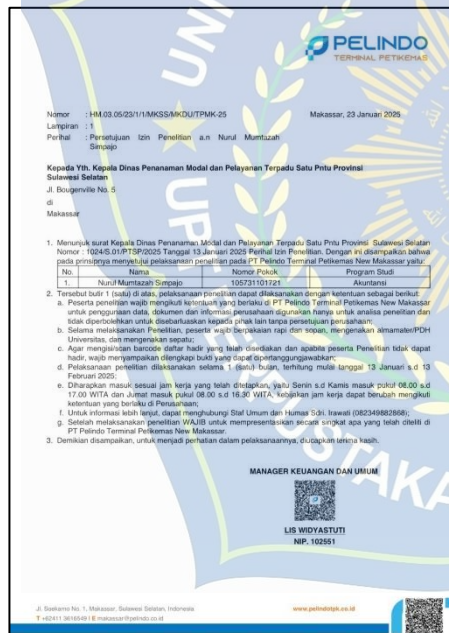 PELINDO
TERMINAL PETIKEMAS
Nomor : HM.03.05/23/1/1/MKSS/MKDU/TPMK-25 Makassar, 23 Januari 2025
Lampiran : 1
Perihal : Persetujuan Izin Penelitian a.n Nurul Mumtazah
Simpajo
Kepada Yth. Kepala Dinas Penanaman Modal dan Pelayanan Terpadu Satu Pntu Provinsi
Sulawesi Selatan
Jl. Bougenville No. 5
di
Makassar
1. Menunjuk surat Kepala Dinas Penanaman Modal dan Pelayanan Terpadu Satu Pntu Provinsi Sulawesi Selatan
Nomor : 1024/S.01/PTSP/2025 Tanggal 13 Januari 2025 Perihal Izin Penelitian. Dengan ini disampaikan bahwa
pada prinsipnya menyetujui pelaksanaan penelitian pada PT Pelindo Terminal Petikemas New Makassar yaitu:
No. Nama Nomor Pokok Program Studi
1. Nurul Mumtazah Simpajo 105731101721 Akuntansi
2. Tersebut butir 1 (satu) di atas, pelaksanaan penelitian dapat dilaksanakan dengan ketentuan sebagai berikut:
a. Peserta penelitian wajib mengikuti ketentuan yang berlaku di PT Pelindo Terminal Petikemas New Makassar
untuk penggunaan data, dokumen dan informasi perusahaan digunakan hanya untuk analisa penelitian dan
tidak diperbolehkan untuk disebarluaskan kepada pihak lain tanpa persetujuan perusahaan;
b. Selama melaksanakan Penelitian, peserta wajib berpakaian rapi dan sopan, mengenakan almamater/PDH
Universitas, dan mengenakan sepatu;
c. Agar mengisi/scan barcode daftar hadir yang telah disediakan dan apabila peserta Penelitian tidak dapat
hadir, wajib menyampaikan dilengkapi bukti yang dapat dipertanggungjawabkan;
d. Pelaksanaan penelitian dilaksanakan selama 1 (satu) bulan, terhitung mulai tanggal 13 Januari s.d 13
Februari 2025;
e. Diharapkan masuk sesuai jam kerja yang telah ditetapkan, yaitu Senin s.d Kamis masuk pukul 08.00 s.d
17.00 WITA dan Jumat masuk pukul 08.00 s.d 16.30 WITA, kebijakan jam kerja dapat berubah mengikuti
ketentuan yang berlaku di Perusahaan;
f. Untuk informasi lebih lanjut, dapat menghubungi Staf Umum dan Humas Sdri. Irawati (082349882868);
g. Setelah melaksanakan penelitian WAJIB untuk mempresentasikan secara singkat apa yang telah diteliti di
PT Pelindo Terminal Petikemas New Makassar.
3. Demikian disampaikan, untuk menjadi perhatian dalam pelaksanaannya, diucapkan terima kasih.
MANAGER KEUANGAN DAN UMUM
LIS WIDYASTUTI
NIP. 102551
Jl. Soekarno No. 1, Makassar, Sulawesi Selatan, Indonesia www.pelindotpk.co.id
T +62411 3616549 I E makassar@pelindo.co.id